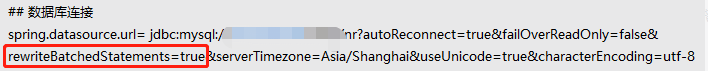 ## 数据库连接
spring.datasource.url= jdbc:mysql:/ nr?autoReconnect=true&failOverReadOnly=false&
rewriteBatchedStatements=true&serverTimezone=Asia/Shanghai&useUnicode=true&characterEncoding=utf-8